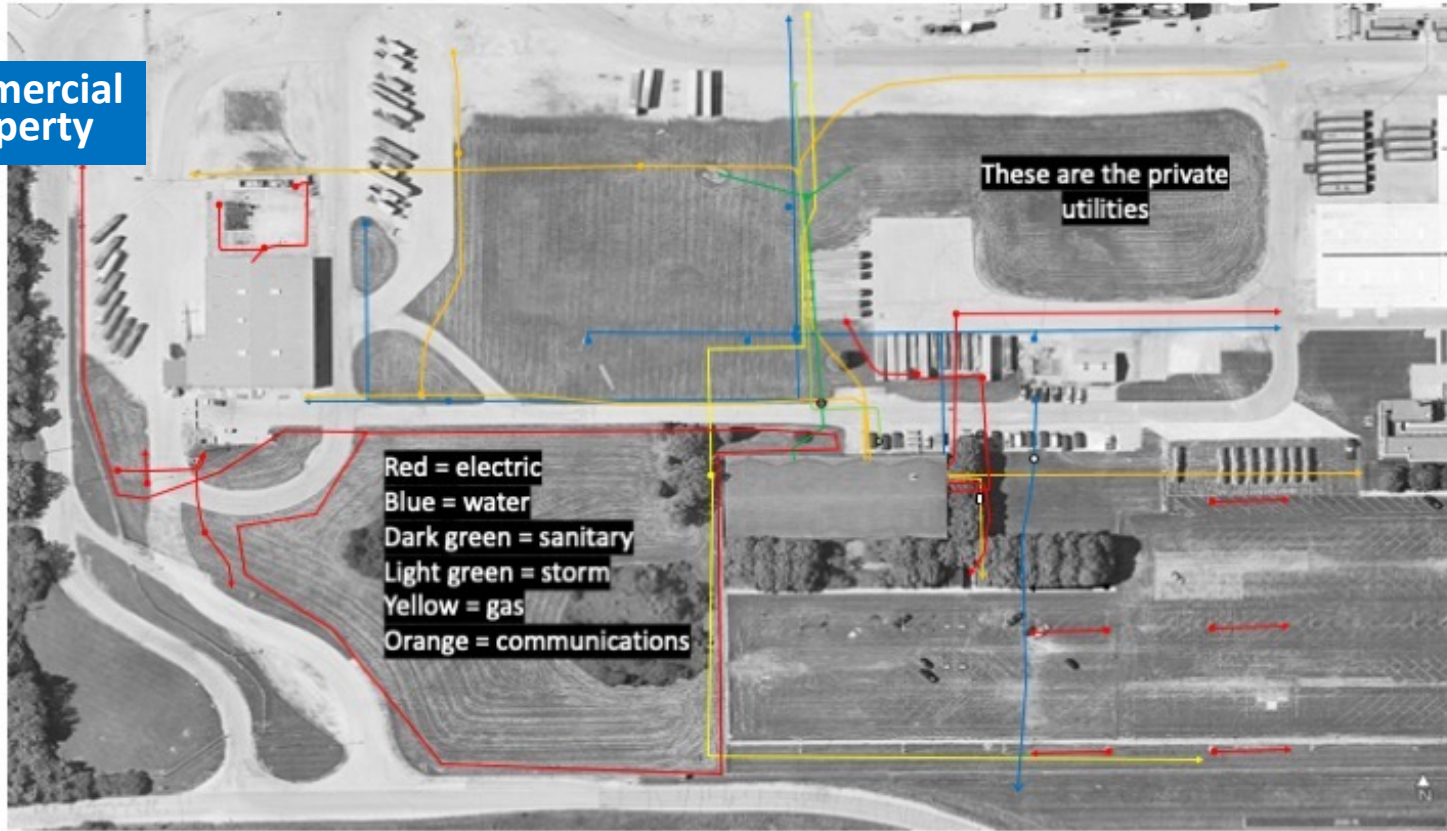 mercial
perty
These are the private
utilities
Red = electric
Blue = water
Dark green = sanitary
Light green = storm
Yellow = gas
Orange = communications
N